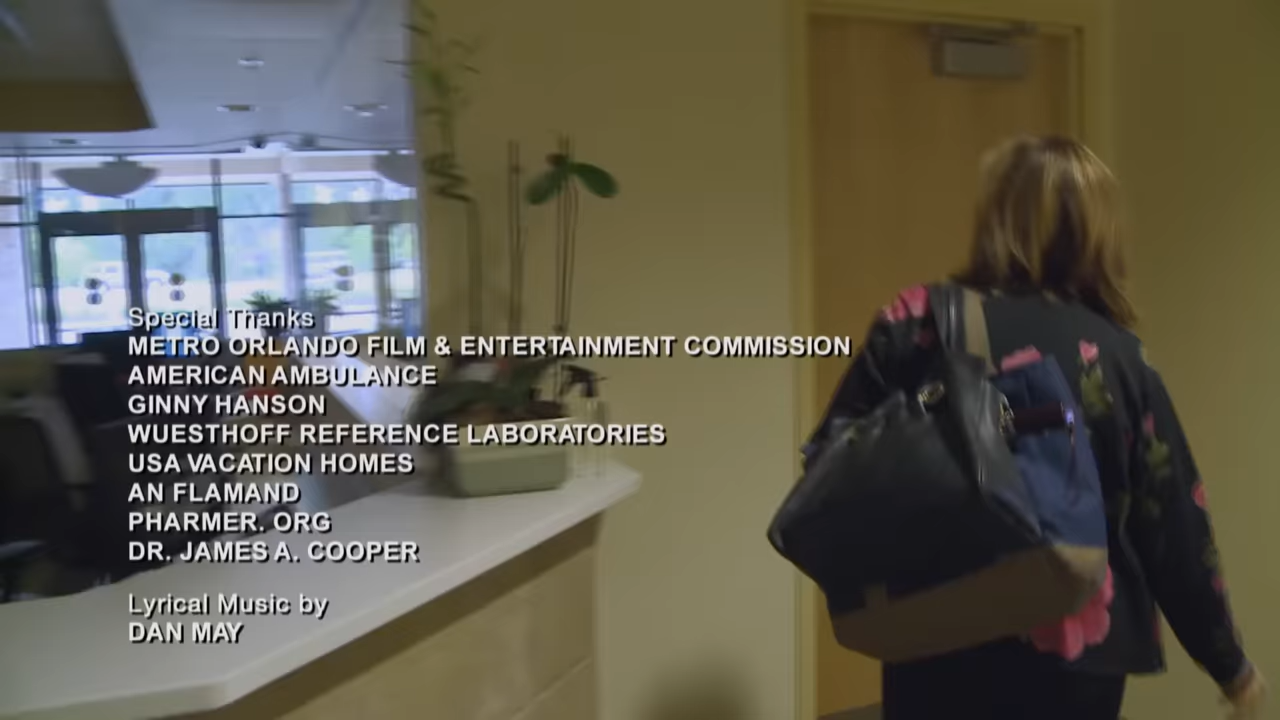 Special Thanks
METRO ORLANDO FILM & ENTERTAINMENT COMMISSION
AMERICAN AMBULANCE
GINNY HANSON
WUESTHOFF REFERENCE LABORATORIES
USA VACATION HOMES
AN FLAMAND
PHARMER. ORG
DR. JAMES A. COOPER
Lyrical Music by
DAN MAY